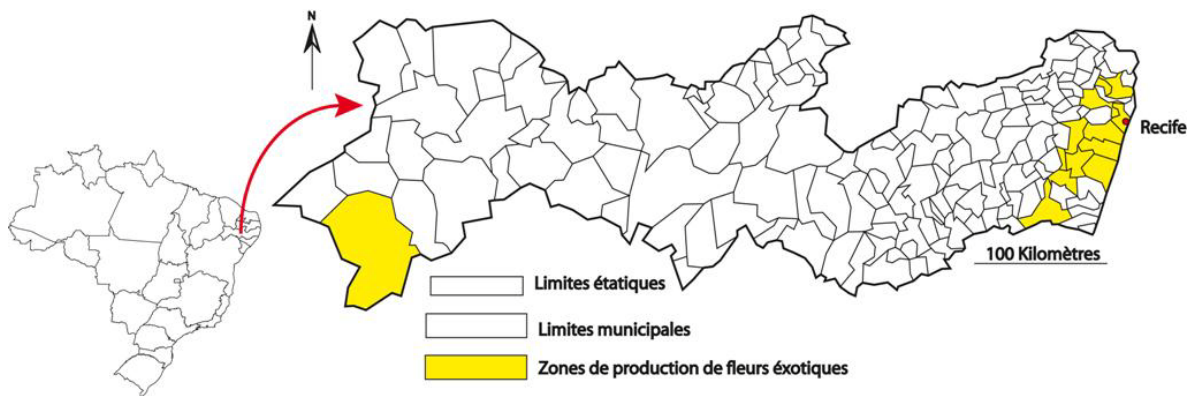 N
Recife
100 Kilomètres
Limites étatiques
Limites municipales
Zones de production de fleurs éxotiques